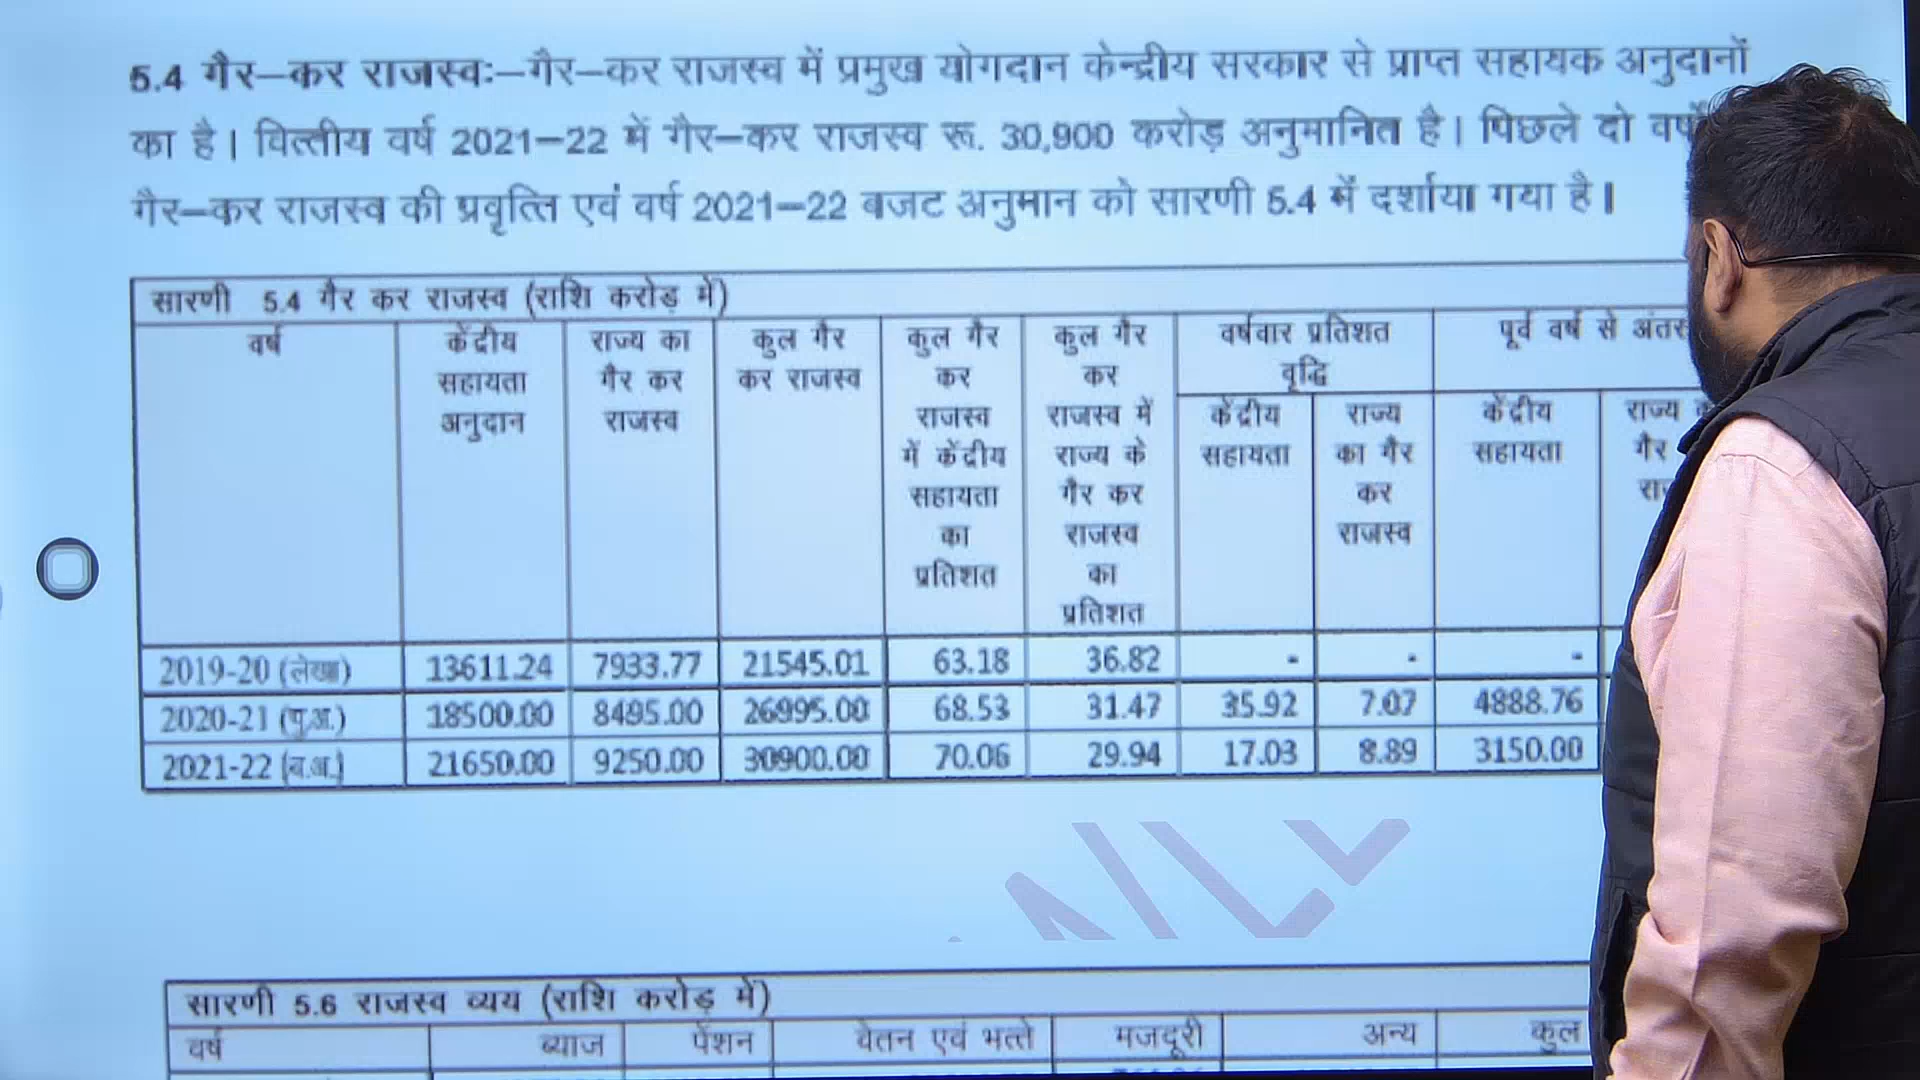 5.4 गैर–कर राजस्वः–गैर–कर राजस्व में प्रमुख योगदान केन्द्रीय सरकार से प्राप्त सहायक अनुदानों
का है। वित्तीय वर्ष 2021–22 में गैर–कर राजस्व रू. 30,900 करोड़ अनुमानित है। पिछले दो
गैर–कर राजस्व की प्रवृत्ति एवं वर्ष 2021–22 बजट अनुमान को सारणी 5.4 में दर्शाया गया है।
सारणी 5.4 गैर कर राजस्व (राशि करोड़ में)
वर्ष केंद्रीय सहायता अनुदान राज्य का गैर कर राजस्व कुल गैर कर राजस्व कुल गैर कर राजस्व में केंद्रीय सहायता का प्रतिशत कुल गैर कर राजस्व में राज्य के गैर कर राजस्व का प्रतिशत वर्षवार प्रतिशत वृद्धि पूर्व वर्ष से अंतर
केंद्रीय सहायता राज्य का गैर कर राजस्व केंद्रीय सहायता राज्य गैर
2019-20 (लेखा) 13611.24 7933.77 21545.01 63.18 36.82 - - -
2020-21 (पु.अ.) 18500.00 8495.00 26995.00 68.53 31.47 35.92 7.07 4888.76
2021-22 (ब.अ.) 21650.00 9250.00 30900.00 70.06 29.94 17.03 8.89 3150.00
सारणी 5.6 राजस्व व्यय (राशि करोड़ में)
वर्ष ब्याज पेंशन वेतन एवं भत्ते मजदूरी अन्य कुल